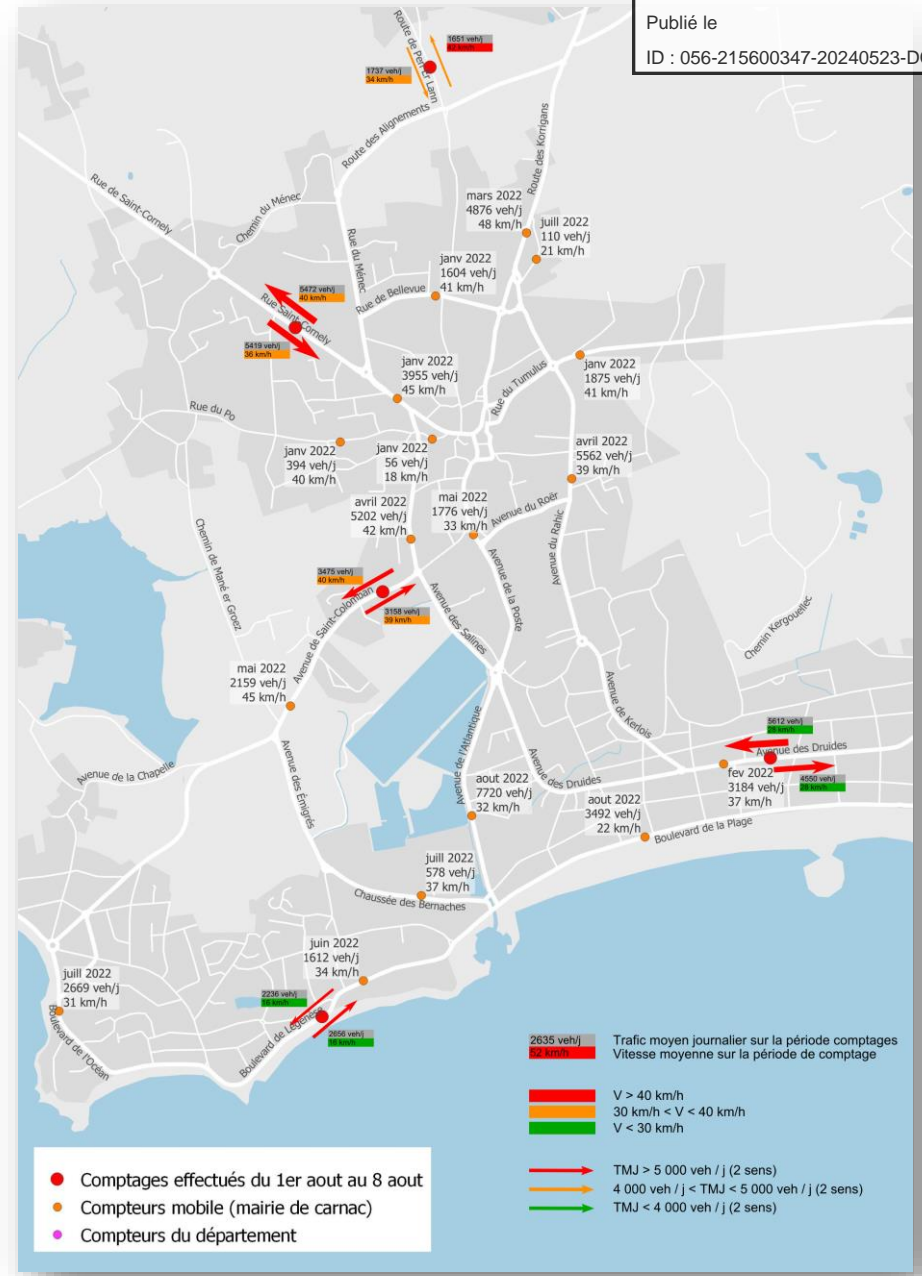 Publié le
ID : 056-215600347-20240523-D
Route de Pen Er Lann
1651 veh/j
42 km/h
1737 veh/j
34 km/h
Route des Alignements
Route des Korrigans
Rue de Saint-Cornely
Chemin du Ménec
Rue du Ménec
mars 2022
4876 veh/j
48 km/h
juill 2022
110 veh/j
21 km/h
janv 2022
1604 veh/j
41 km/h
Rue de Bellevue
5472 veh/j
40 km/h
Rue Saint-Cornely
5419 veh/j
36 km/h
janv 2022
3955 veh/j
45 km/h
Rue du Tumulus
janv 2022
1875 veh/j
41 km/h
Rue du Po
janv 2022
394 veh/j
40 km/h
janv 2022
56 veh/j
18 km/h
avril 2022
5562 veh/j
39 km/h
avril 2022
5202 veh/j
42 km/h
mai 2022
1776 veh/j
33 km/h
Avenue du Roër
Avenue du Rahic
Chemin de Mané er Groez
3475 veh/j
40 km/h
Avenue de Saint-Colomban
3158 veh/j
39 km/h
Avenue des Salines
Avenue de la Poste
Chemin Kergouellec
mai 2022
2159 veh/j
45 km/h
Avenue de Kerlois
Avenue de la Chapelle
Avenue des Émigrés
Avenue de l'Atlantique
Avenue des Druides
5612 veh/j
28 km/h
Avenue des Druides
4550 veh/j
28 km/h
fev 2022
3184 veh/j
37 km/h
aout 2022
7720 veh/j
32 km/h
aout 2022
3492 veh/j
22 km/h
Boulevard de la Plage
juill 2022
578 veh/j
37 km/h
Chaussée des Bernaches
juin 2022
1612 veh/j
34 km/h
juill 2022
2669 veh/j
31 km/h
Boulevard de l'Océan
2236 veh/j
16 km/h
Boulevard de Légenèse
2656 veh/j
16 km/h
2635 veh/j Trafic moyen journalier sur la période comptages
52 km/h Vitesse moyenne sur la période de comptage
V > 40 km/h
30 km/h < V < 40 km/h
V < 30 km/h
TMJ > 5 000 veh / j (2 sens)
4 000 veh / j < TMJ < 5 000 veh / j (2 sens)
TMJ < 4 000 veh / j (2 sens)
Comptages effectués du 1er aout au 8 aout
Compteurs mobile (mairie de carnac)
Compteurs du département